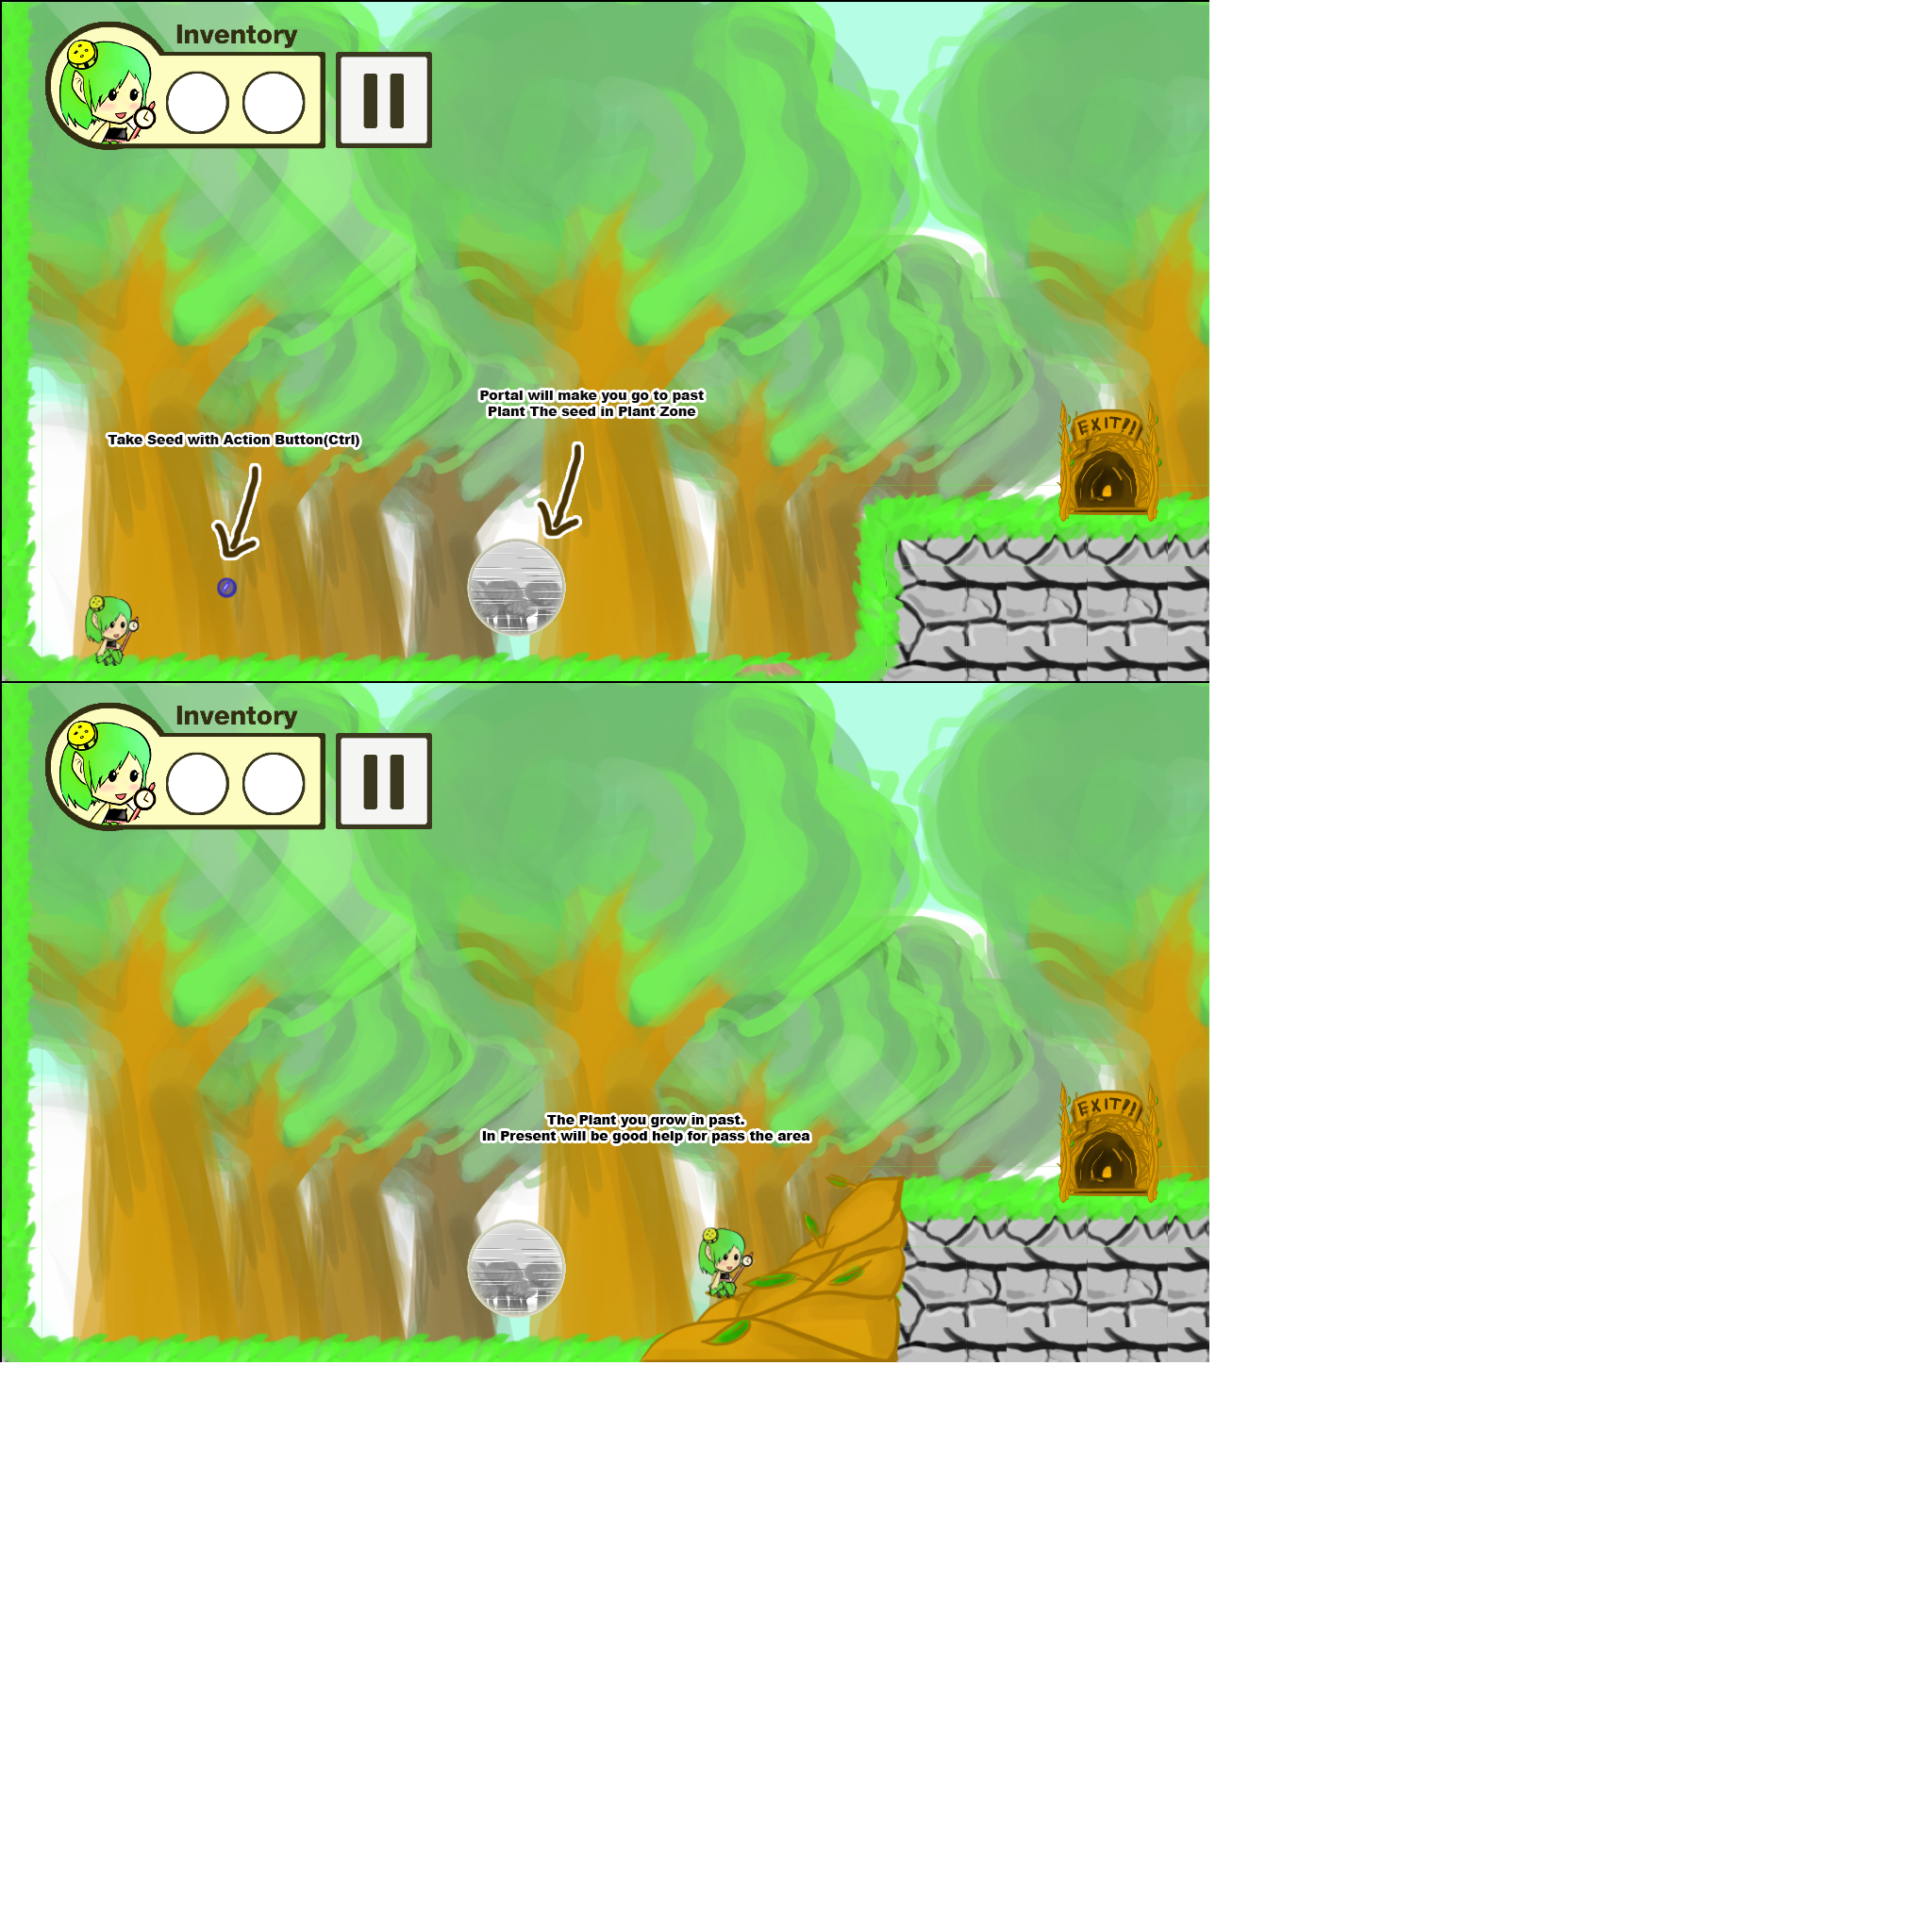 Inventory
Portal will make you go to past
Plant The seed in Plant Zone
Take Seed with Action Button(Ctrl)
EXIT!!
Inventory
The Plant you grow in past.
In Present will be good help for pass the area
EXIT!!